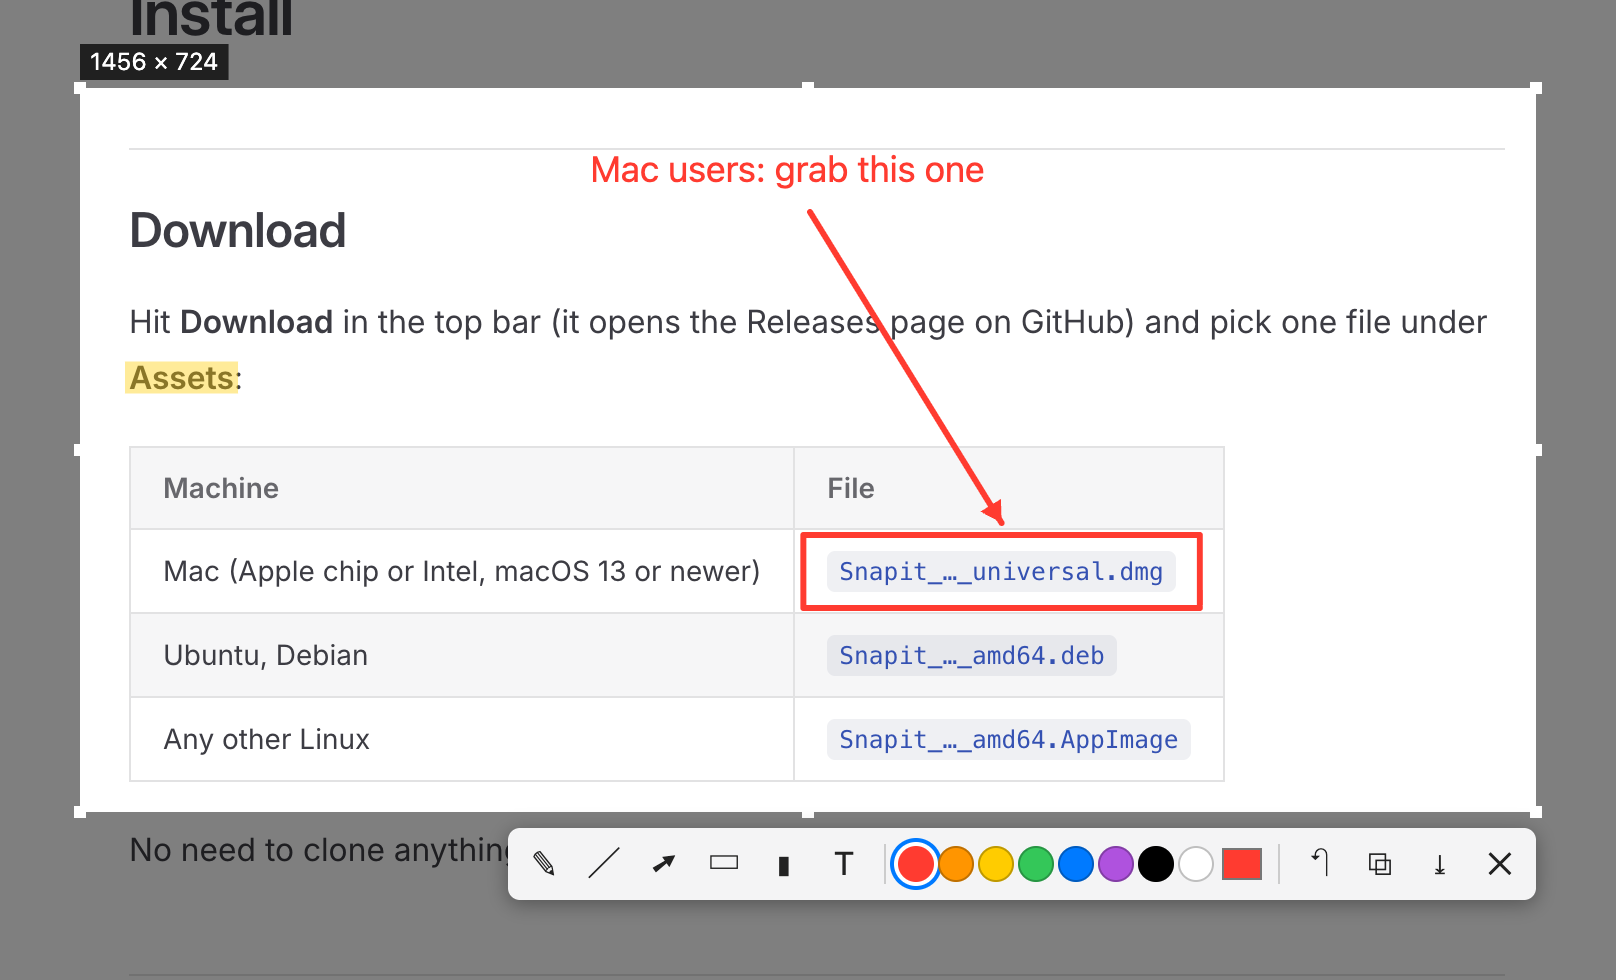 Install
1456 × 724
Mac users: grab this one
Download
Hit Download in the top bar (it opens the Releases page on GitHub) and pick one file under
Assets:
Machine File
Mac (Apple chip or Intel, macOS 13 or newer) Snapit_…_universal.dmg
Ubuntu, Debian Snapit_…_amd64.deb
Any other Linux Snapit_…_amd64.AppImage
No need to clone anything
T